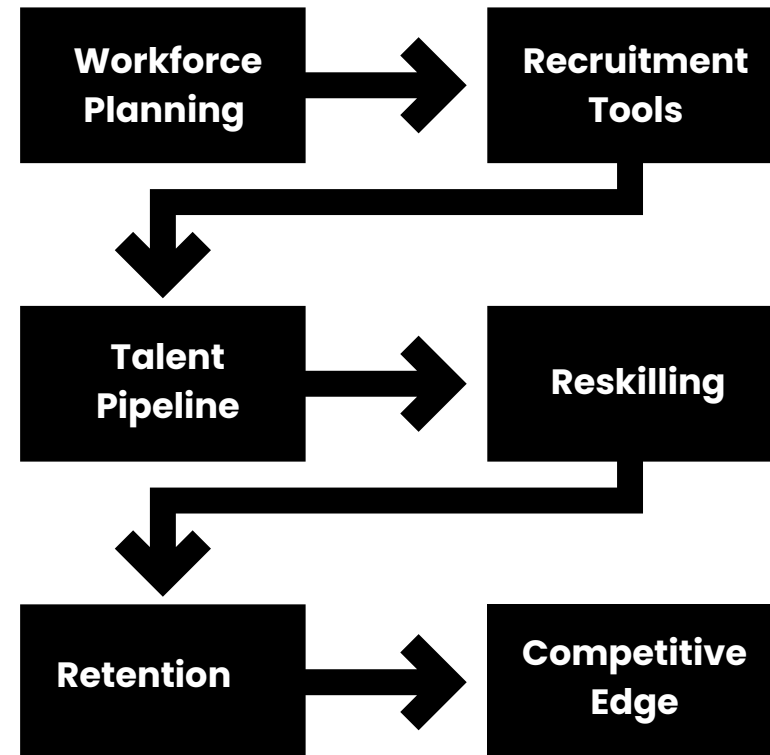 Workforce
Planning
Recruitment
Tools
Talent
Pipeline
Reskilling
Retention
Competitive
Edge